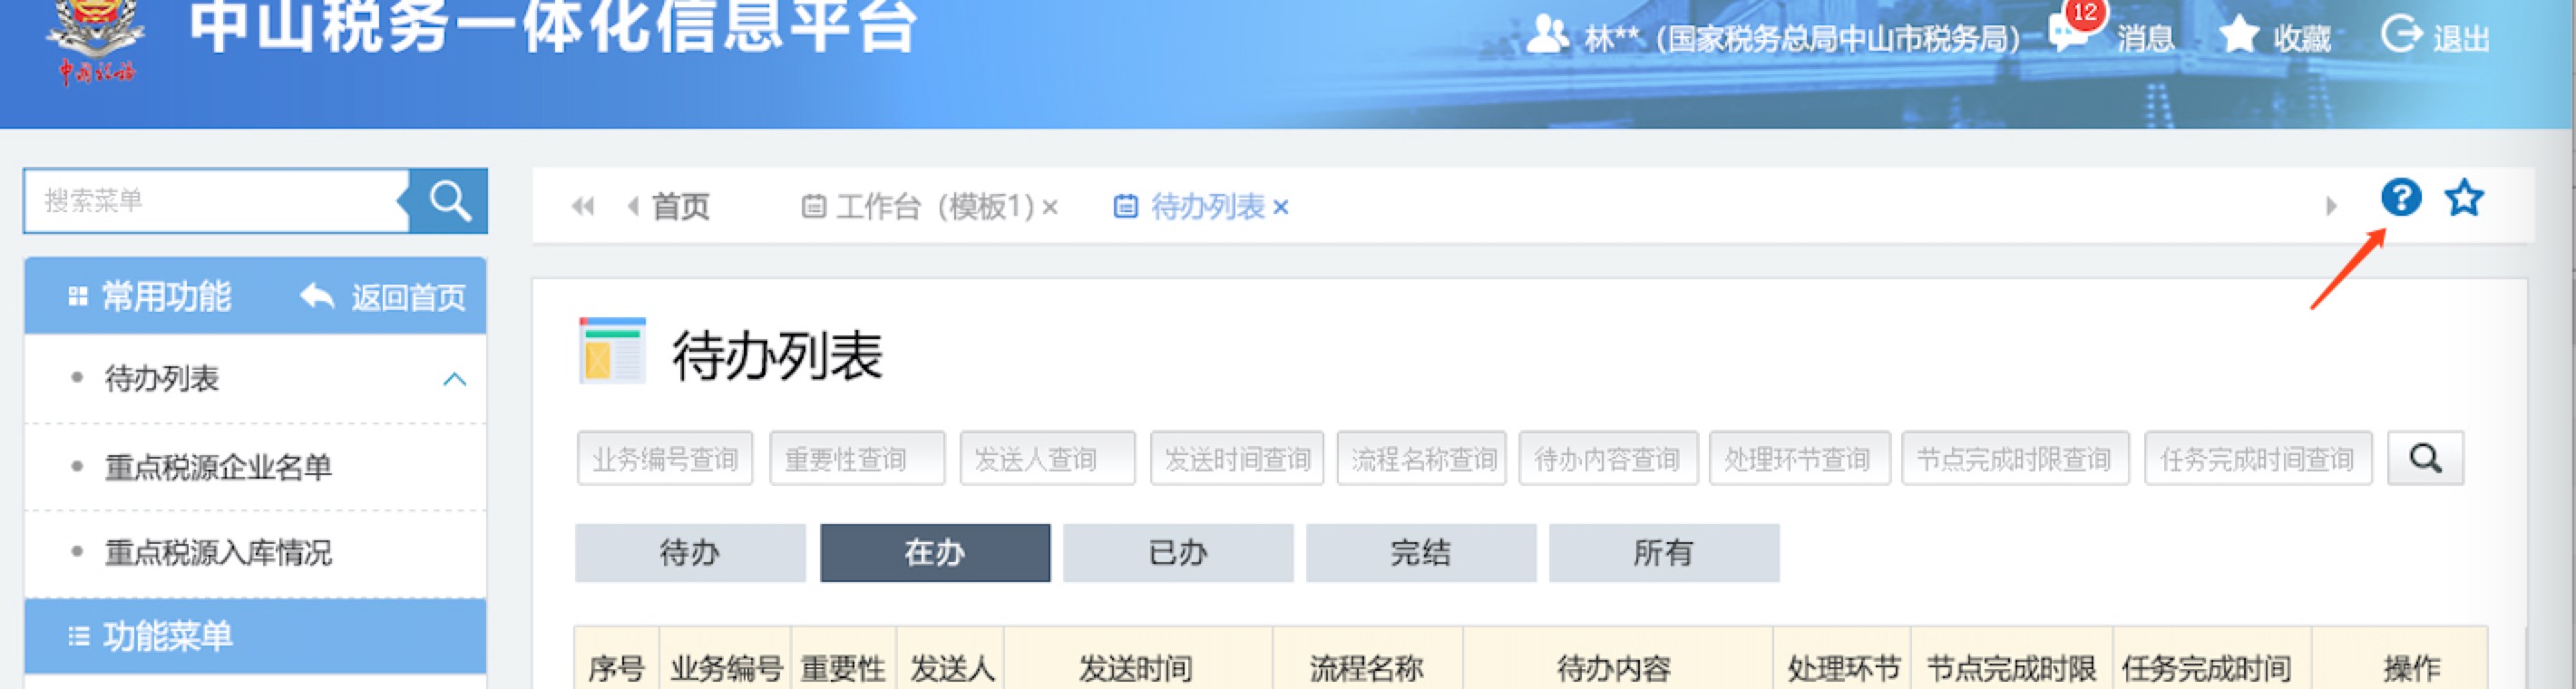 中山税务一体化信息平台
林** (国家税务总局中山市税务局) 12 消息 收藏 退出
中国税务
搜索菜单
首页 工作台 (模板1) × 待办列表 ×
常用功能 返回首页
待办列表
待办列表
重点税源企业名单
重点税源入库情况
功能菜单
业务编号查询 重要性查询 发送人查询 发送时间查询 流程名称查询 待办内容查询 处理环节查询 节点完成时限查询 任务完成时间查询
待办 在办 已办 完结 所有
序号 业务编号 重要性 发送人 发送时间 流程名称 待办内容 处理环节 节点完成时限 任务完成时间 操作